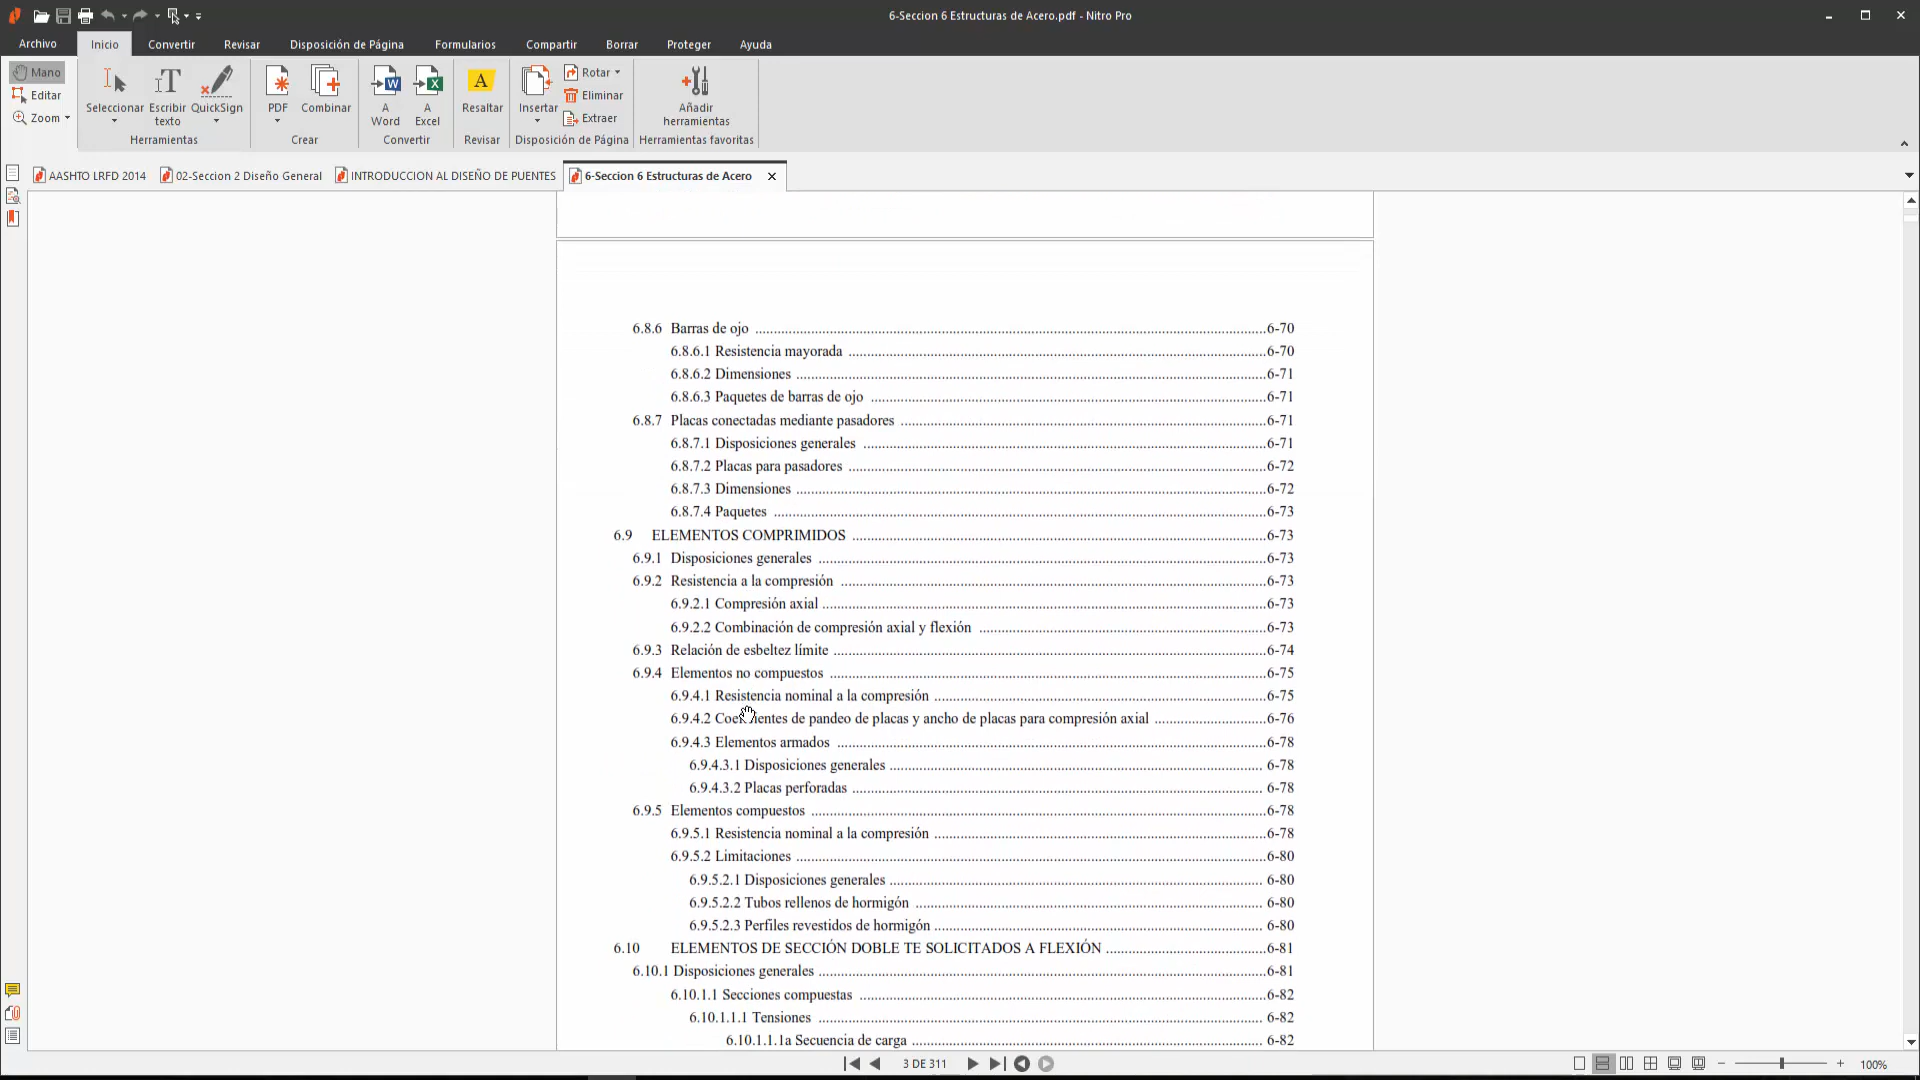 6-Seccion 6 Estructuras de Acero.pdf - Nitro Pro
Archivo Inicio Convertir Revisar Disposición de Página Formularios Compartir Borrar Proteger Ayuda
Mano
Editar
Zoom
Seleccionar
Escribir texto
QuickSign
Herramientas
PDF
Combinar
Crear
A Word
A Excel
Convertir
Resaltar
Revisar
Insertar
Rotar
Eliminar
Extraer
Disposición de Página
Añadir herramientas
Herramientas favoritas
AASHTO LRFD 2014 02-Seccion 2 Diseño General INTRODUCCION AL DISEÑO DE PUENTES 6-Seccion 6 Estructuras de Acero
6.8.6 Barras de ojo ........ 6-70
6.8.6.1 Resistencia mayorada ........ 6-70
6.8.6.2 Dimensiones ........ 6-71
6.8.6.3 Paquetes de barras de ojo ........ 6-71
6.8.7 Placas conectadas mediante pasadores ........ 6-71
6.8.7.1 Disposiciones generales ........ 6-71
6.8.7.2 Placas para pasadores ........ 6-72
6.8.7.3 Dimensiones ........ 6-72
6.8.7.4 Paquetes ........ 6-73
6.9 ELEMENTOS COMPRIMIDOS ........ 6-73
6.9.1 Disposiciones generales ........ 6-73
6.9.2 Resistencia a la compresión ........ 6-73
6.9.2.1 Compresión axial ........ 6-73
6.9.2.2 Combinación de compresión axial y flexión ........ 6-73
6.9.3 Relación de esbeltez límite ........ 6-74
6.9.4 Elementos no compuestos ........ 6-75
6.9.4.1 Resistencia nominal a la compresión ........ 6-75
6.9.4.2 Coeficientes de pandeo de placas y ancho de placas para compresión axial ........ 6-76
6.9.4.3 Elementos armados ........ 6-78
6.9.4.3.1 Disposiciones generales ........ 6-78
6.9.4.3.2 Placas perforadas ........ 6-78
6.9.5 Elementos compuestos ........ 6-78
6.9.5.1 Resistencia nominal a la compresión ........ 6-78
6.9.5.2 Limitaciones ........ 6-80
6.9.5.2.1 Disposiciones generales ........ 6-80
6.9.5.2.2 Tubos rellenos de hormigón ........ 6-80
6.9.5.2.3 Perfiles revestidos de hormigón ........ 6-80
6.10 ELEMENTOS DE SECCIÓN DOBLE TE SOLICITADOS A FLEXIÓN ........ 6-81
6.10.1 Disposiciones generales ........ 6-81
6.10.1.1 Secciones compuestas ........ 6-82
6.10.1.1.1 Tensiones ........ 6-82
6.10.1.1.1a Secuencia de carga ........ 6-82
3 DE 311
100%